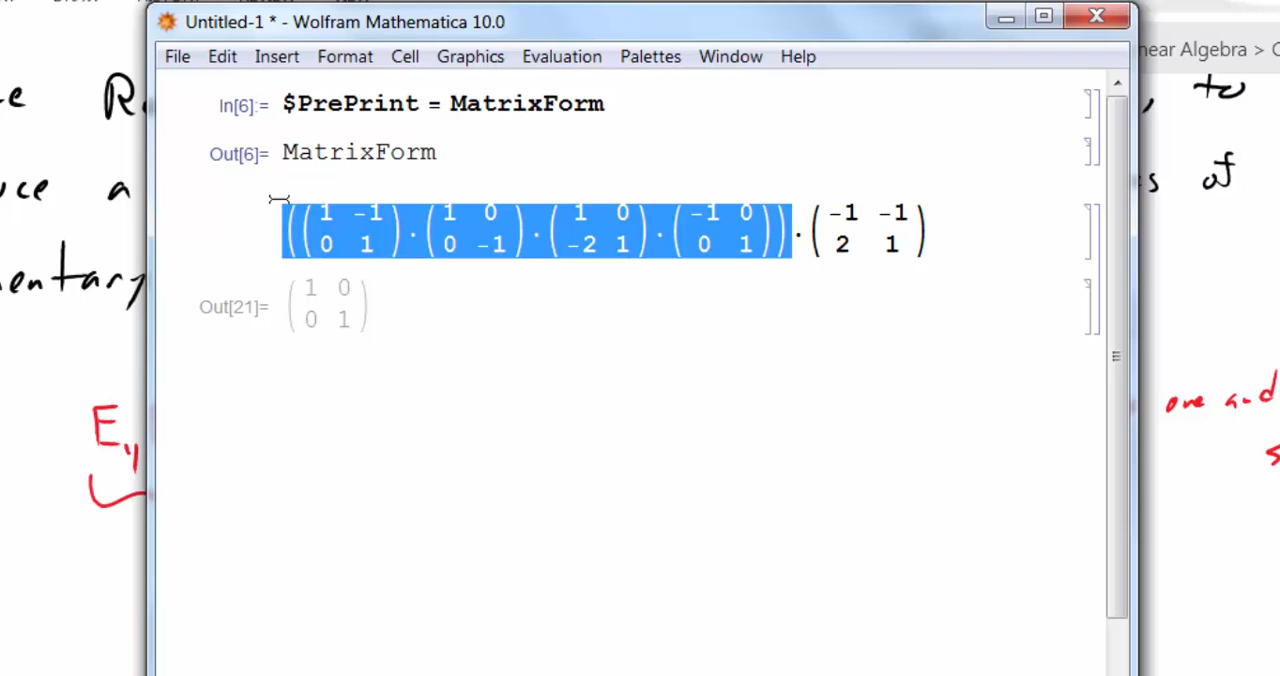 Untitled-1 * - Wolfram Mathematica 10.0
near Algebra > C
File Edit Insert Format Cell Graphics Evaluation Palettes Window Help
In[6]:= $PrePrint = MatrixForm
, to
Out[6]= MatrixForm
a
of
((( 1 -1 ) . ( 1 0 ) . ( 1 0 ) . ( -1 0 )) . ( -1 -1 )
0 1 0 -1 -2 1 0 1 2 1
Out[21]= ( 1 0 )
0 1
E4
one and
s